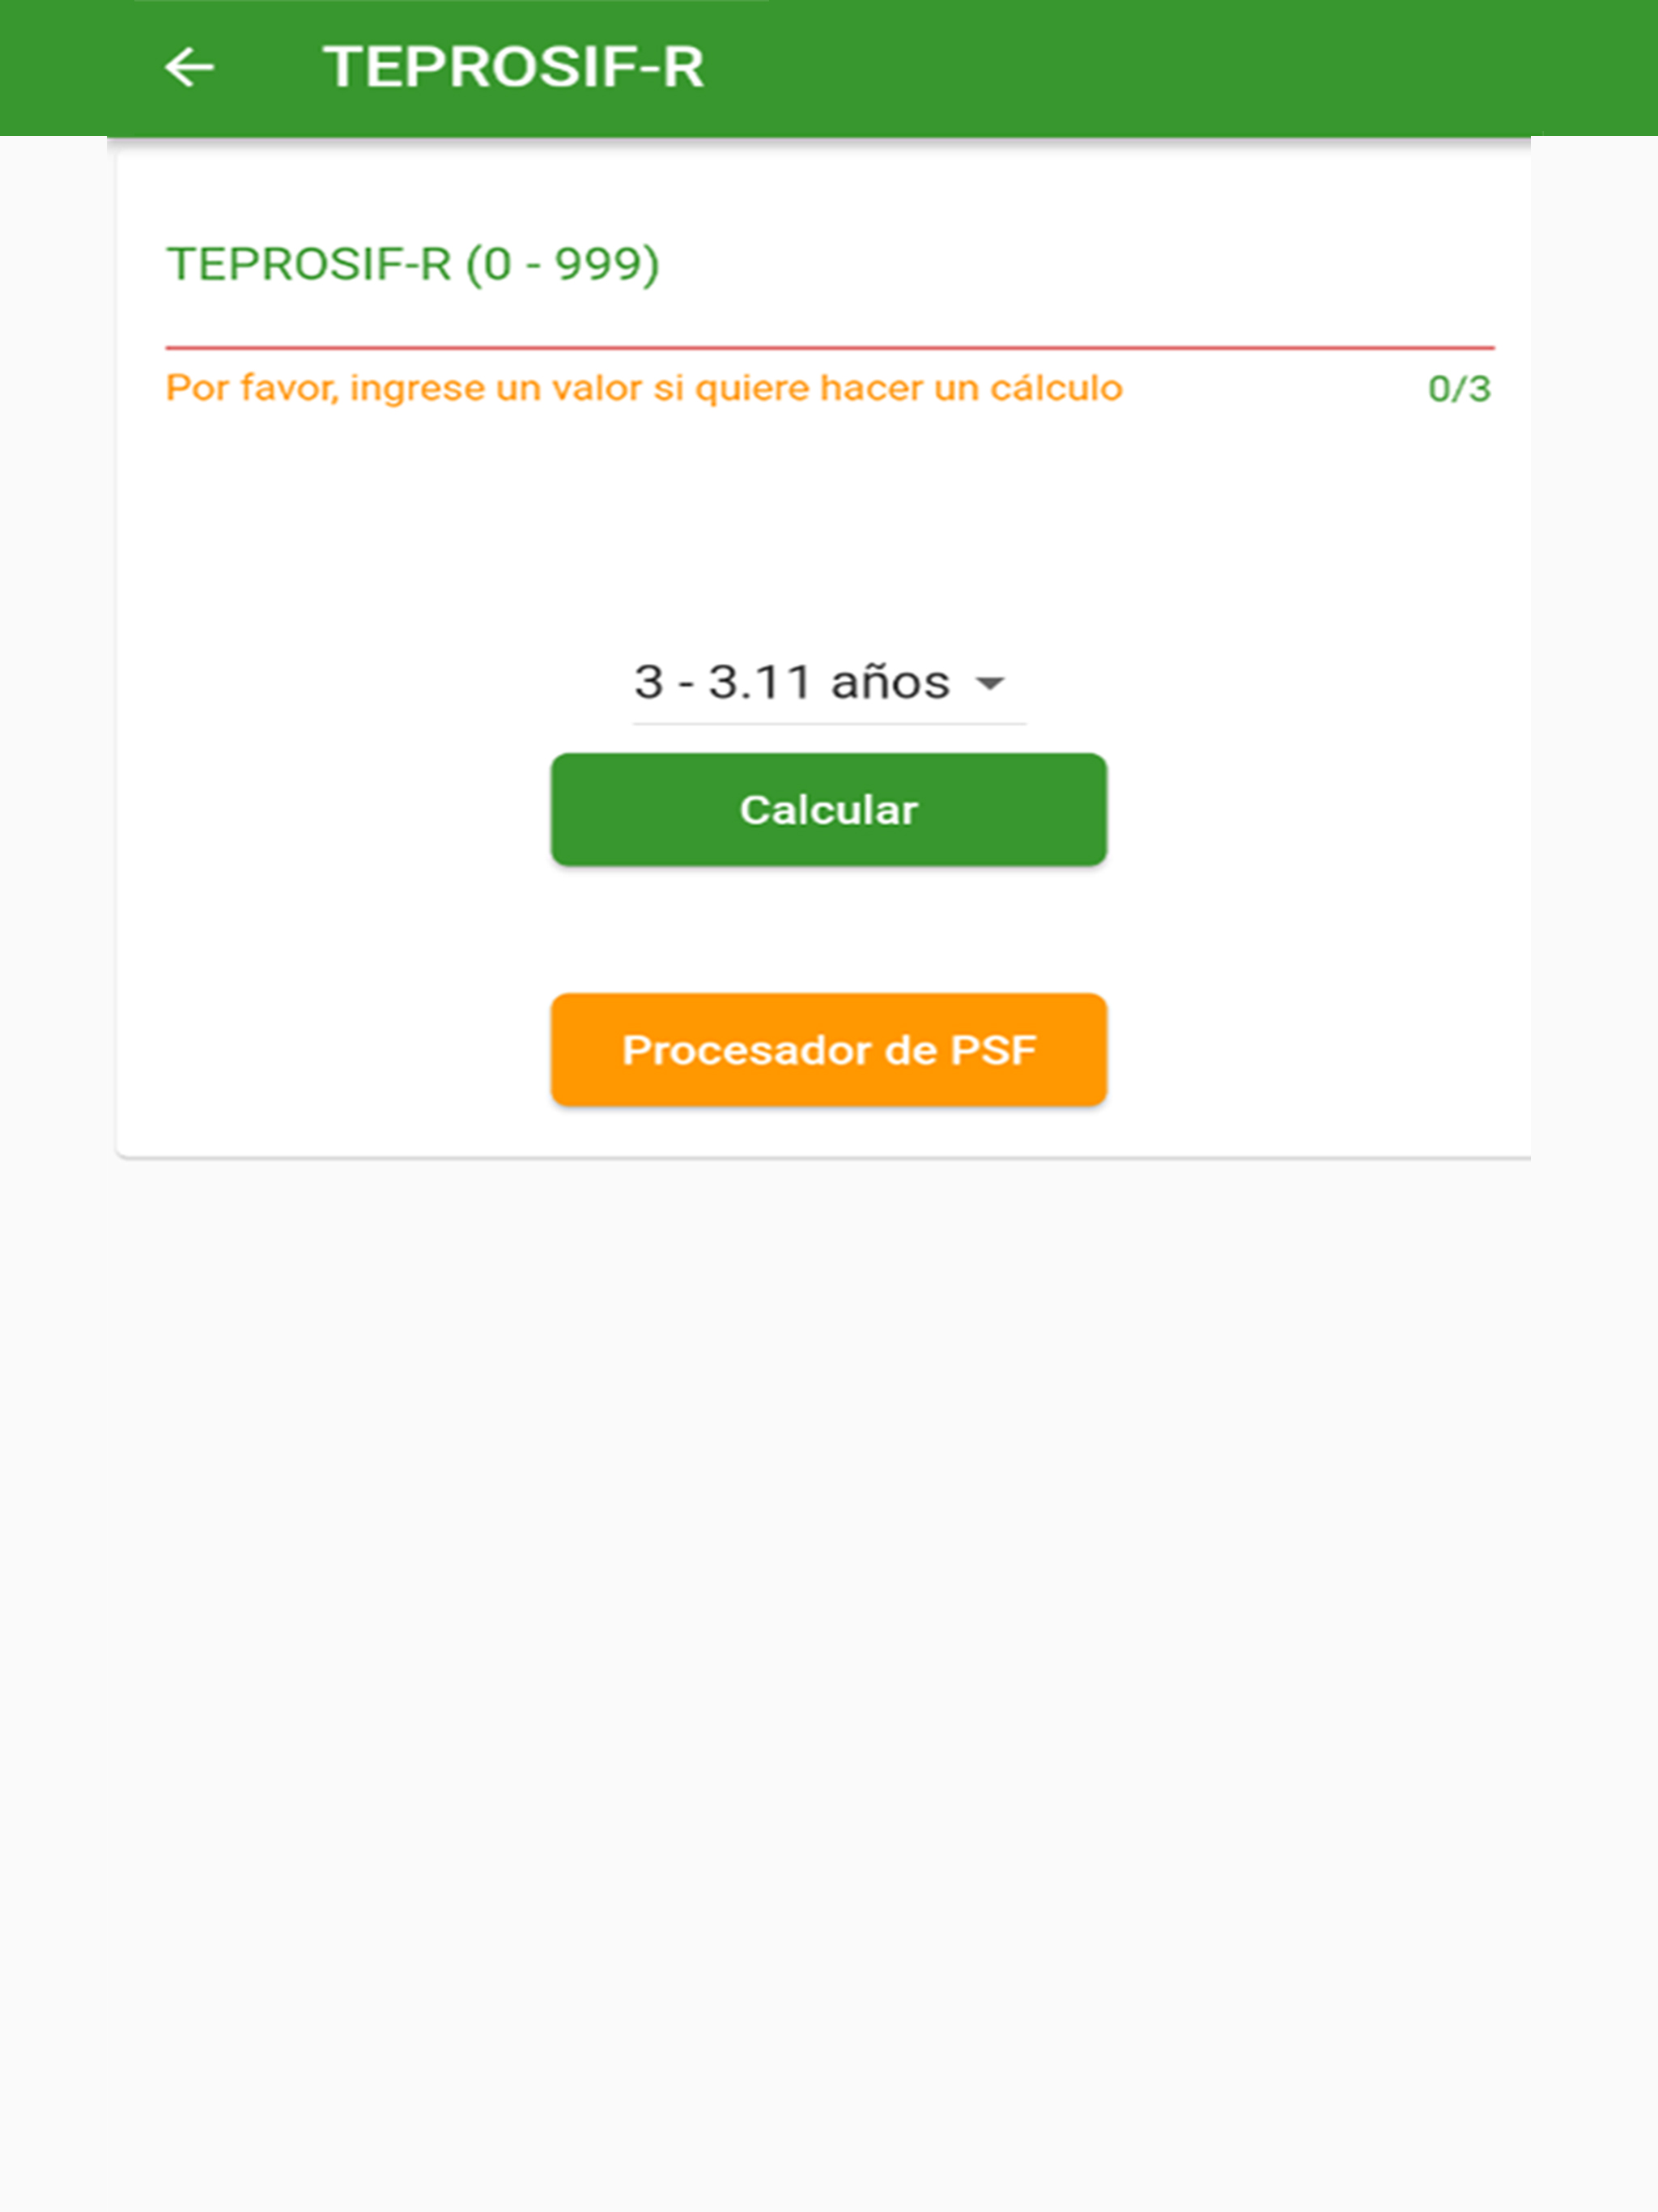 TEPROSIF-R
TEPROSIF-R (0 - 999)
Por favor, ingrese un valor si quiere hacer un cálculo 0/3
3 - 3.11 años
Calcular
Procesador de PSF